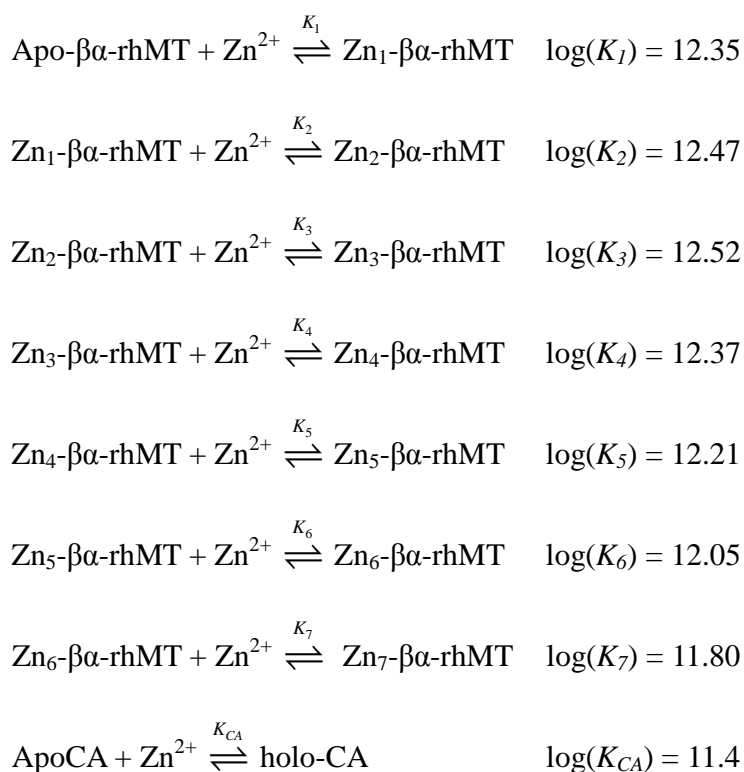 Apo-βα-rhMT + Zn²⁺ ⇌ Zn₁-βα-rhMT log(K₁) = 12.35
K₁
Zn₁-βα-rhMT + Zn²⁺ ⇌ Zn₂-βα-rhMT log(K₂) = 12.47
K₂
Zn₂-βα-rhMT + Zn²⁺ ⇌ Zn₃-βα-rhMT log(K₃) = 12.52
K₃
Zn₃-βα-rhMT + Zn²⁺ ⇌ Zn₄-βα-rhMT log(K₄) = 12.37
K₄
Zn₄-βα-rhMT + Zn²⁺ ⇌ Zn₅-βα-rhMT log(K₅) = 12.21
K₅
Zn₅-βα-rhMT + Zn²⁺ ⇌ Zn₆-βα-rhMT log(K₆) = 12.05
K₆
Zn₆-βα-rhMT + Zn²⁺ ⇌ Zn₇-βα-rhMT log(K₇) = 11.80
K₇
ApoCA + Zn²⁺ ⇌ holo-CA log(K_CA) = 11.4
K_CA